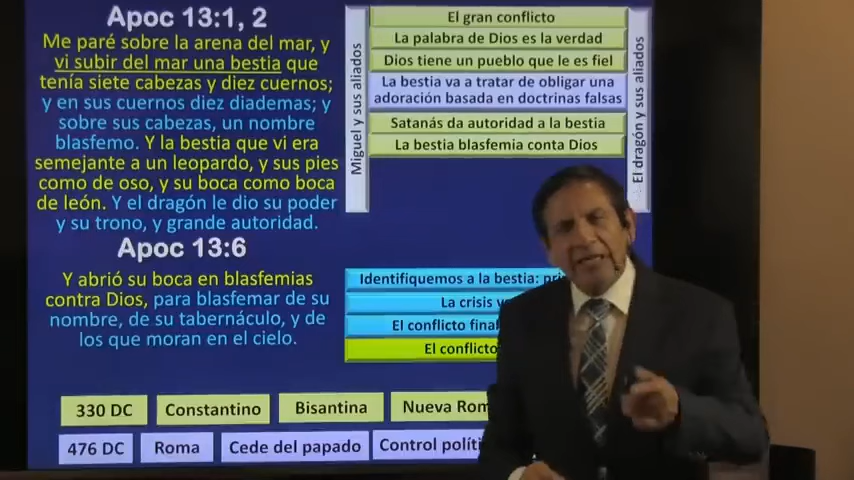 Apoc 13:1, 2
Me paré sobre la arena del mar, y
vi subir del mar una bestia que
tenía siete cabezas y diez cuernos;
y en sus cuernos diez diademas; y
sobre sus cabezas, un nombre
blasfemo. Y la bestia que vi era
semejante a un leopardo, y sus pies
como de oso, y su boca como boca
de león. Y el dragón le dio su poder
y su trono, y grande autoridad.
Apoc 13:6
Y abrió su boca en blasfemias
contra Dios, para blasfemar de su
nombre, de su tabernáculo, y de
los que moran en el cielo.
Miguel y sus aliados
El gran conflicto
La palabra de Dios es la verdad
Dios tiene un pueblo que le es fiel
La bestia va a tratar de obligar una
adoración basada en doctrinas falsas
Satanás da autoridad a la bestia
La bestia blasfemia conta Dios
El dragón y sus aliados
Identifiquemos a la bestia:
La crisis
El conflicto final
El conflicto
330 DC
Constantino
Bisantina
Nueva Rom
476 DC
Roma
Cede del papado
Control políti